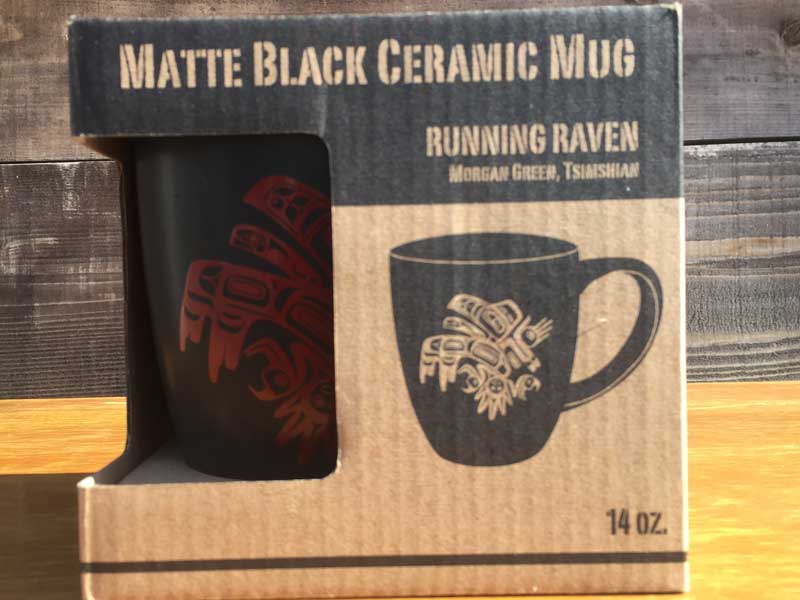 Matte Black Ceramic Mug
RUNNING RAVEN
Morgan Green, Tsimshian
14 oz.